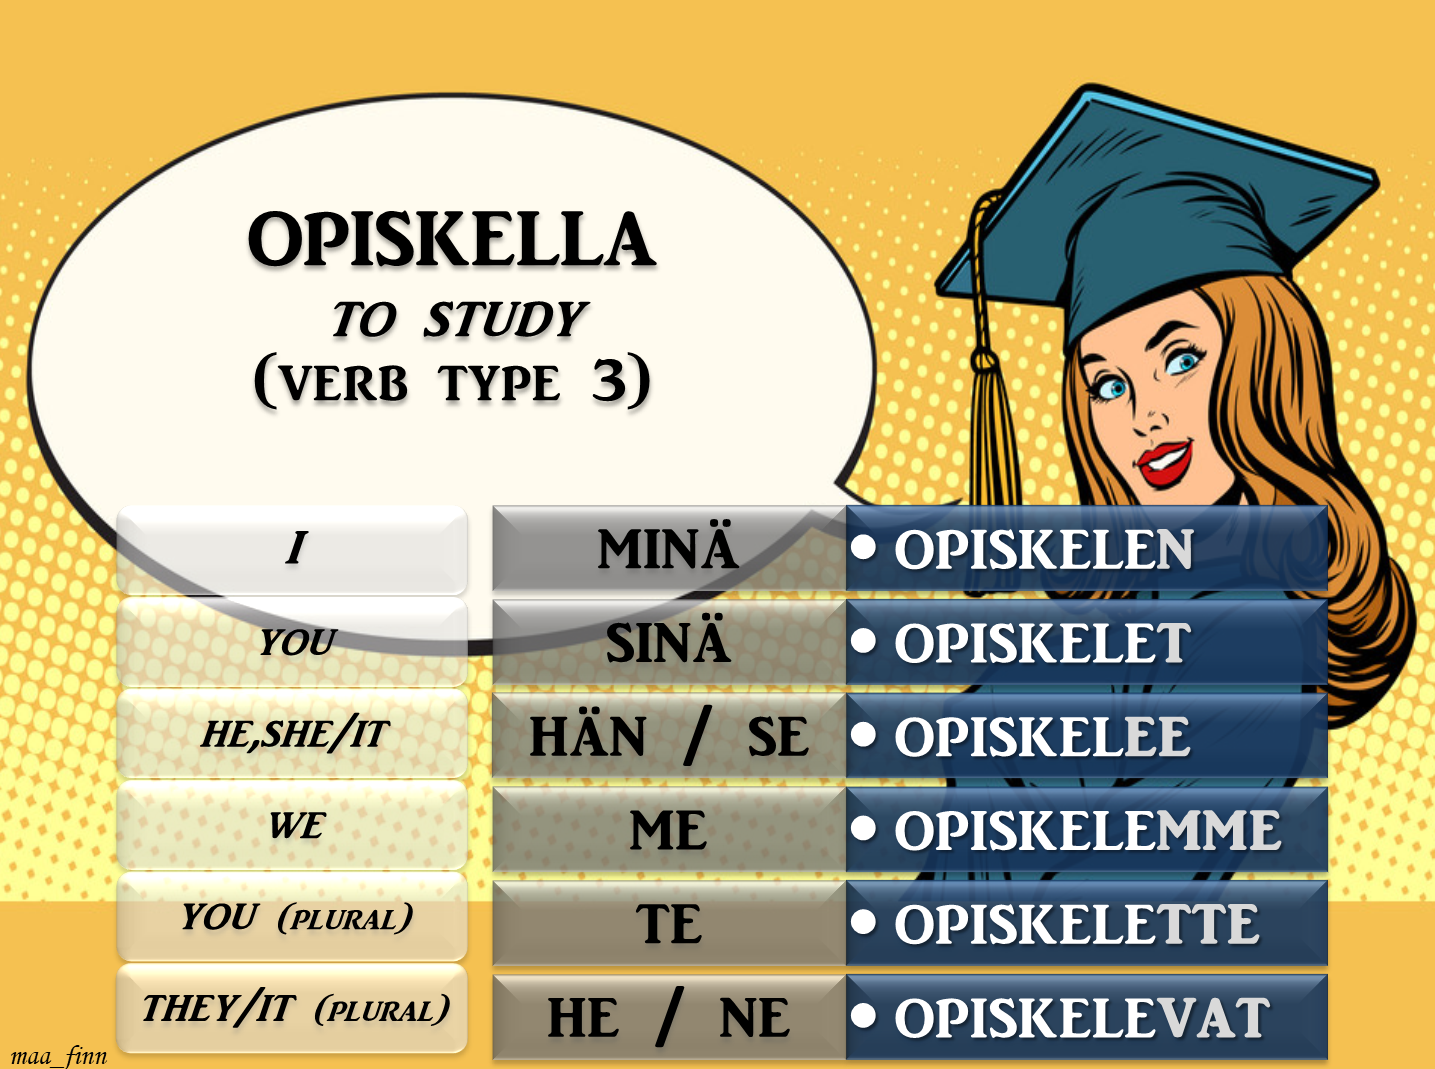 OPISKELLA
TO STUDY
(VERB TYPE 3)
I MINÄ • OPISKELEN
YOU SINÄ • OPISKELET
HE,SHE/IT HÄN / SE • OPISKELEE
WE ME • OPISKELEMME
YOU (PLURAL) TE • OPISKELETTE
THEY/IT (PLURAL) HE / NE • OPISKELEVAT
maa_finn